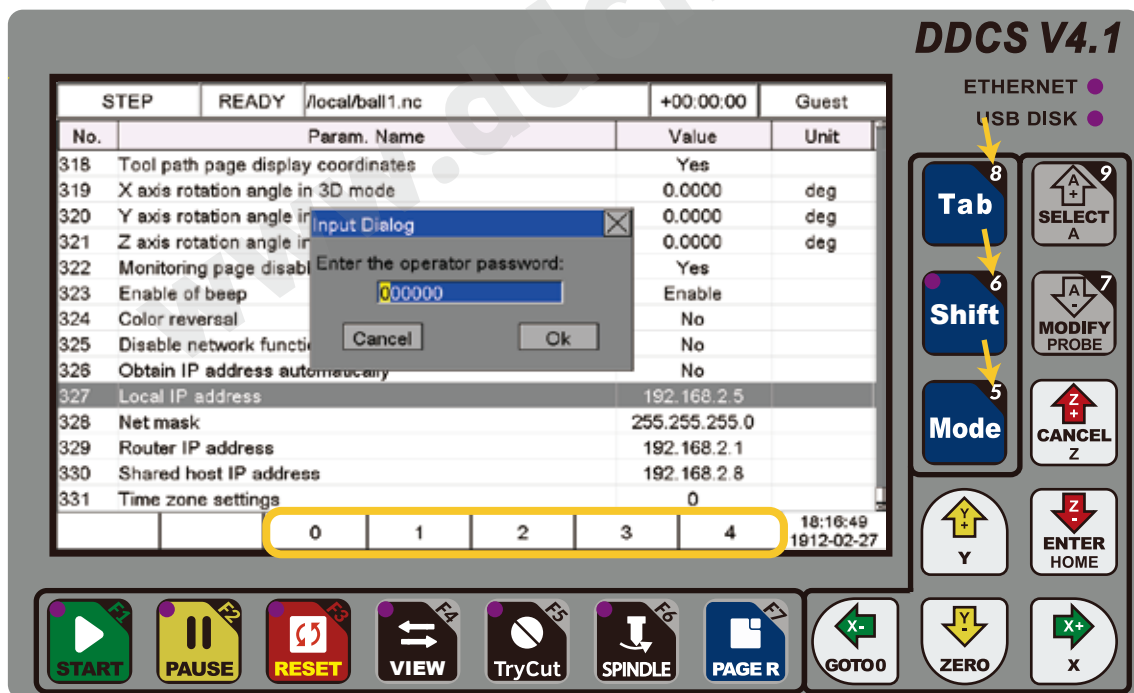 DDCS V4.1
ETHERNET
USB DISK
STEP READY /local/ball1.nc +00:00:00 Guest
No. Param. Name Value Unit
318 Tool path page display coordinates Yes
319 X axis rotation angle in 3D mode 0.0000 deg
320 Y axis rotation angle in 0.0000 deg
321 Z axis rotation angle in 0.0000 deg
322 Monitoring page disabl Yes
323 Enable of beep Enable
324 Color reversal No
325 Disable network functi No
326 Obtain IP address automatically No
327 Local IP address 192.168.2.5
328 Net mask 255.255.255.0
329 Router IP address 192.168.2.1
330 Shared host IP address 192.168.2.8
331 Time zone settings 0
Input Dialog
Enter the operator password:
000000
Cancel Ok
0 1 2 3 4
18:16:49
1912-02-27
8
Tab
6
Shift
5
Mode
9
A
+
SELECT
A
7
A
-
MODIFY
PROBE
Z
+
CANCEL
Z
Y
+
Y
Z
-
ENTER
HOME
F1
START
F2
PAUSE
F3
RESET
F4
VIEW
F5
TryCut
F6
SPINDLE
F7
PAGE R
X-
GOTO0
Y
-
ZERO
X+
X